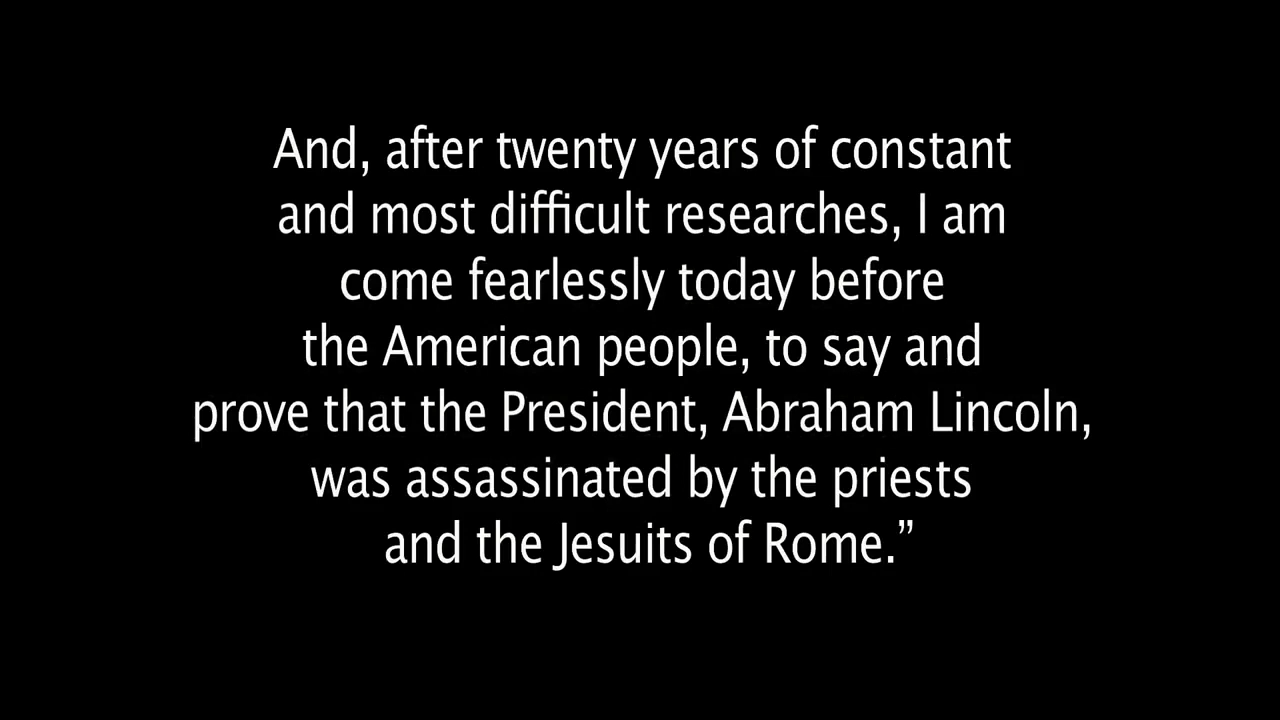 And, after twenty years of constant
and most difficult researches, I am
come fearlessly today before
the American people, to say and
prove that the President, Abraham Lincoln,
was assassinated by the priests
and the Jesuits of Rome.”